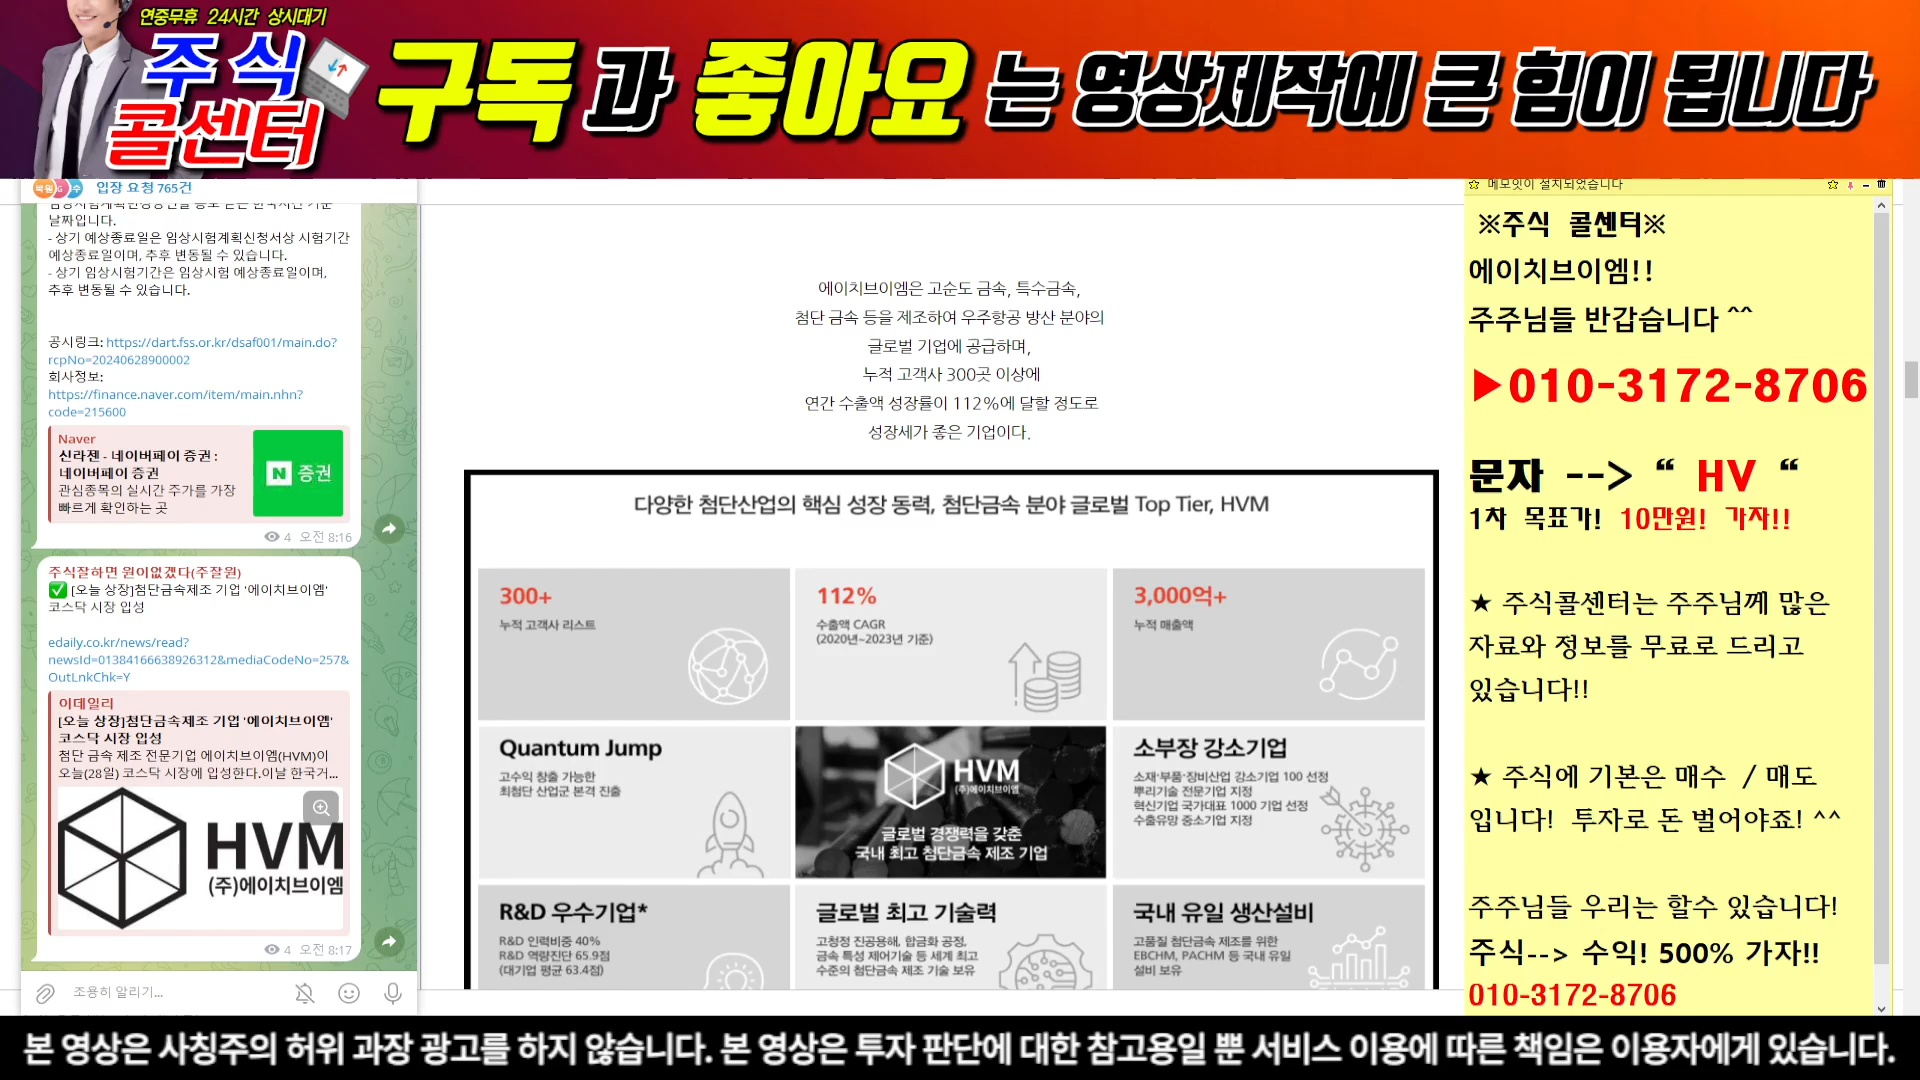 연중무휴 24시간 상시대기
주식
콜센터
구독과 좋아요는 영상제작에 큰 힘이 됩니다
입장 요청 765건
날짜입니다.
- 상기 예상종료일은 임상시험계획신청서상 시험기간
예상종료일이며, 추후 변동될 수 있습니다.
- 상기 임상시험기간은 임상시험 예상종료일이며,
추후 변동될 수 있습니다.
공시링크: https://dart.fss.or.kr/dsaf001/main.do?
rcpNo=20240628900002
회사정보:
https://finance.naver.com/item/main.nhn?
code=215600
Naver
신라젠 - 네이버페이 증권 :
네이버페이 증권
관심종목의 실시간 주가를 가장
빠르게 확인하는 곳
N 증권
4 오전 8:16
주식잘하면 원이없겠다(주잘원)
✅ [오늘 상장]첨단금속제조 기업 '에이치브이엠'
코스닥 시장 입성
edaily.co.kr/news/read?
newsId=01384166638926312&mediaCodeNo=257&
OutLnkChk=Y
이데일리
[오늘 상장]첨단금속제조 기업 '에이치브이엠'
코스닥 시장 입성
첨단 금속 제조 전문기업 에이치브이엠(HVM)이
오늘(28일) 코스닥 시장에 입성한다.이날 한국거...
HVM
(주)에이치브이엠
4 오전 8:17
조용히 알리기...
에이치브이엠은 고순도 금속, 특수금속,
첨단 금속 등을 제조하여 우주항공 방산 분야의
글로벌 기업에 공급하며,
누적 고객사 300곳 이상에
연간 수출액 성장률이 112%에 달할 정도로
성장세가 좋은 기업이다.
다양한 첨단산업의 핵심 성장 동력, 첨단금속 분야 글로벌 Top Tier, HVM
300+
누적 고객사 리스트
112%
수출액 CAGR
(2020년~2023년 기준)
3,000억+
누적 매출액
Quantum Jump
고수익 창출 가능한
최첨단 산업군 본격 진출
HVM
(주)에이치브이엠
글로벌 경쟁력을 갖춘
국내 최고 첨단금속 제조 기업
소부장 강소기업
소재·부품·장비산업 강소기업 100 선정
뿌리기술 전문기업 지정
혁신기업 국가대표 1000 기업 선정
수출유망 중소기업 지정
R&D 우수기업*
R&D 인력비중 40%
R&D 역량진단 65.9점
(대기업 평균 63.4점)
글로벌 최고 기술력
고청정 진공용해, 합금화 공정,
금속 특성 제어기술 등 세계 최고
수준의 첨단금속 제조 기술 보유
국내 유일 생산설비
고품질 첨단금속 제조를 위한
EBCHM, PACHM 등 국내 유일
설비 보유
메모잇이 설치되었습니다
※주식 콜센터※
에이치브이엠!!
주주님들 반갑습니다 ^^
▶010-3172-8706
문자 --> “ HV “
1차 목표가! 10만원! 가자!!
★ 주식콜센터는 주주님께 많은
자료와 정보를 무료로 드리고
있습니다!!
★ 주식에 기본은 매수 / 매도
입니다! 투자로 돈 벌어야죠! ^^
주주님들 우리는 할수 있습니다!
주식--> 수익! 500% 가자!!
010-3172-8706
본 영상은 사칭주의 허위 과장 광고를 하지 않습니다. 본 영상은 투자 판단에 대한 참고용일 뿐 서비스 이용에 따른 책임은 이용자에게 있습니다.